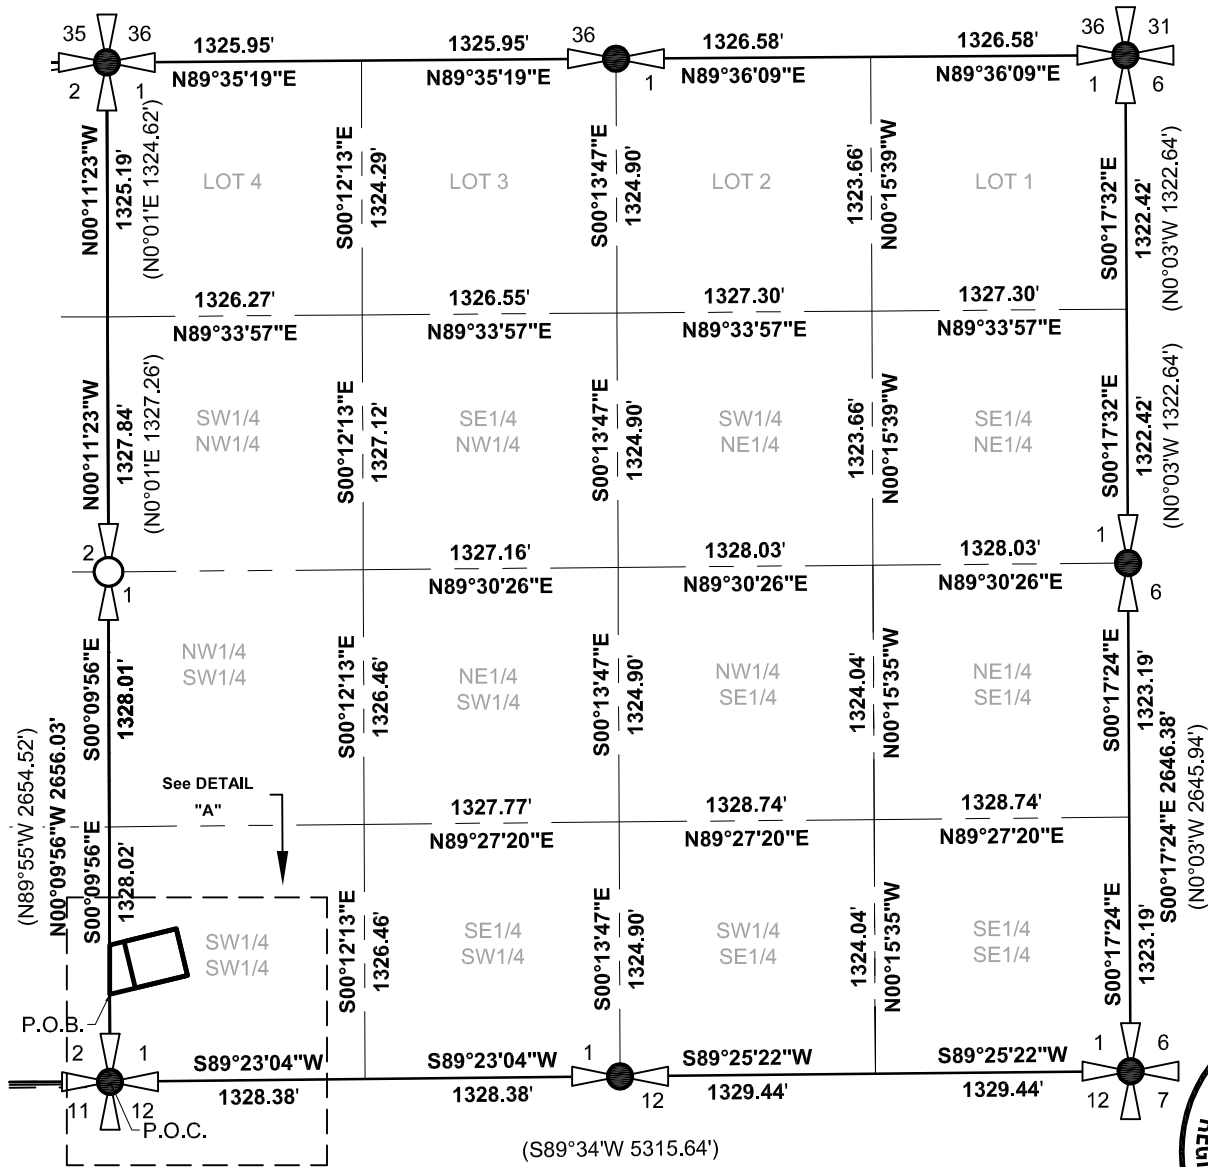 35 36
1325.95'
N89°35'19"E
1325.95'
N89°35'19"E
36
1
1326.58'
N89°36'09"E
1326.58'
N89°36'09"E
36 31
2 1
1 6
N00°11'23"W
1325.19'
(N0°01'E 1324.62')
LOT 4
S00°12'13"E
1324.29'
LOT 3
S00°13'47"E
1324.90'
LOT 2
1323.66'
N00°15'39"W
LOT 1
S00°17'32"E
1322.42'
(N0°03'W 1322.64')
1326.27'
N89°33'57"E
1326.55'
N89°33'57"E
1327.30'
N89°33'57"E
1327.30'
N89°33'57"E
N00°11'23"W
1327.84'
(N0°01'E 1327.26')
SW1/4
NW1/4
S00°12'13"E
1327.12'
SE1/4
NW1/4
S00°13'47"E
1324.90'
SW1/4
NE1/4
1323.66'
N00°15'39"W
SE1/4
NE1/4
S00°17'32"E
1322.42'
(N0°03'W 1322.64')
2
1
1327.16'
N89°30'26"E
1328.03'
N89°30'26"E
1328.03'
N89°30'26"E
1
6
S00°09'56"E
1328.01'
NW1/4
SW1/4
S00°12'13"E
1326.46'
NE1/4
SW1/4
S00°13'47"E
1324.90'
NW1/4
SE1/4
1324.04'
N00°15'35"W
NE1/4
SE1/4
S00°17'24"E
1323.19'
(N89°55'W 2654.52')
N00°09'56"W 2656.03'
S00°17'24"E 2646.38'
(N0°03'W 2645.94')
See DETAIL
"A"
1327.77'
N89°27'20"E
1328.74'
N89°27'20"E
1328.74'
N89°27'20"E
S00°09'56"E
1328.02'
SW1/4
SW1/4
S00°12'13"E
1326.46'
SE1/4
SW1/4
S00°13'47"E
1324.90'
SW1/4
SE1/4
1324.04'
N00°15'35"W
SE1/4
SE1/4
S00°17'24"E
1323.19'
P.O.B.
2 1
S89°23'04"W
1328.38'
S89°23'04"W
1328.38'
1
12
S89°25'22"W
1329.44'
S89°25'22"W
1329.44'
1 6
11 12
12 7
P.O.C.
(S89°34'W 5315.64')